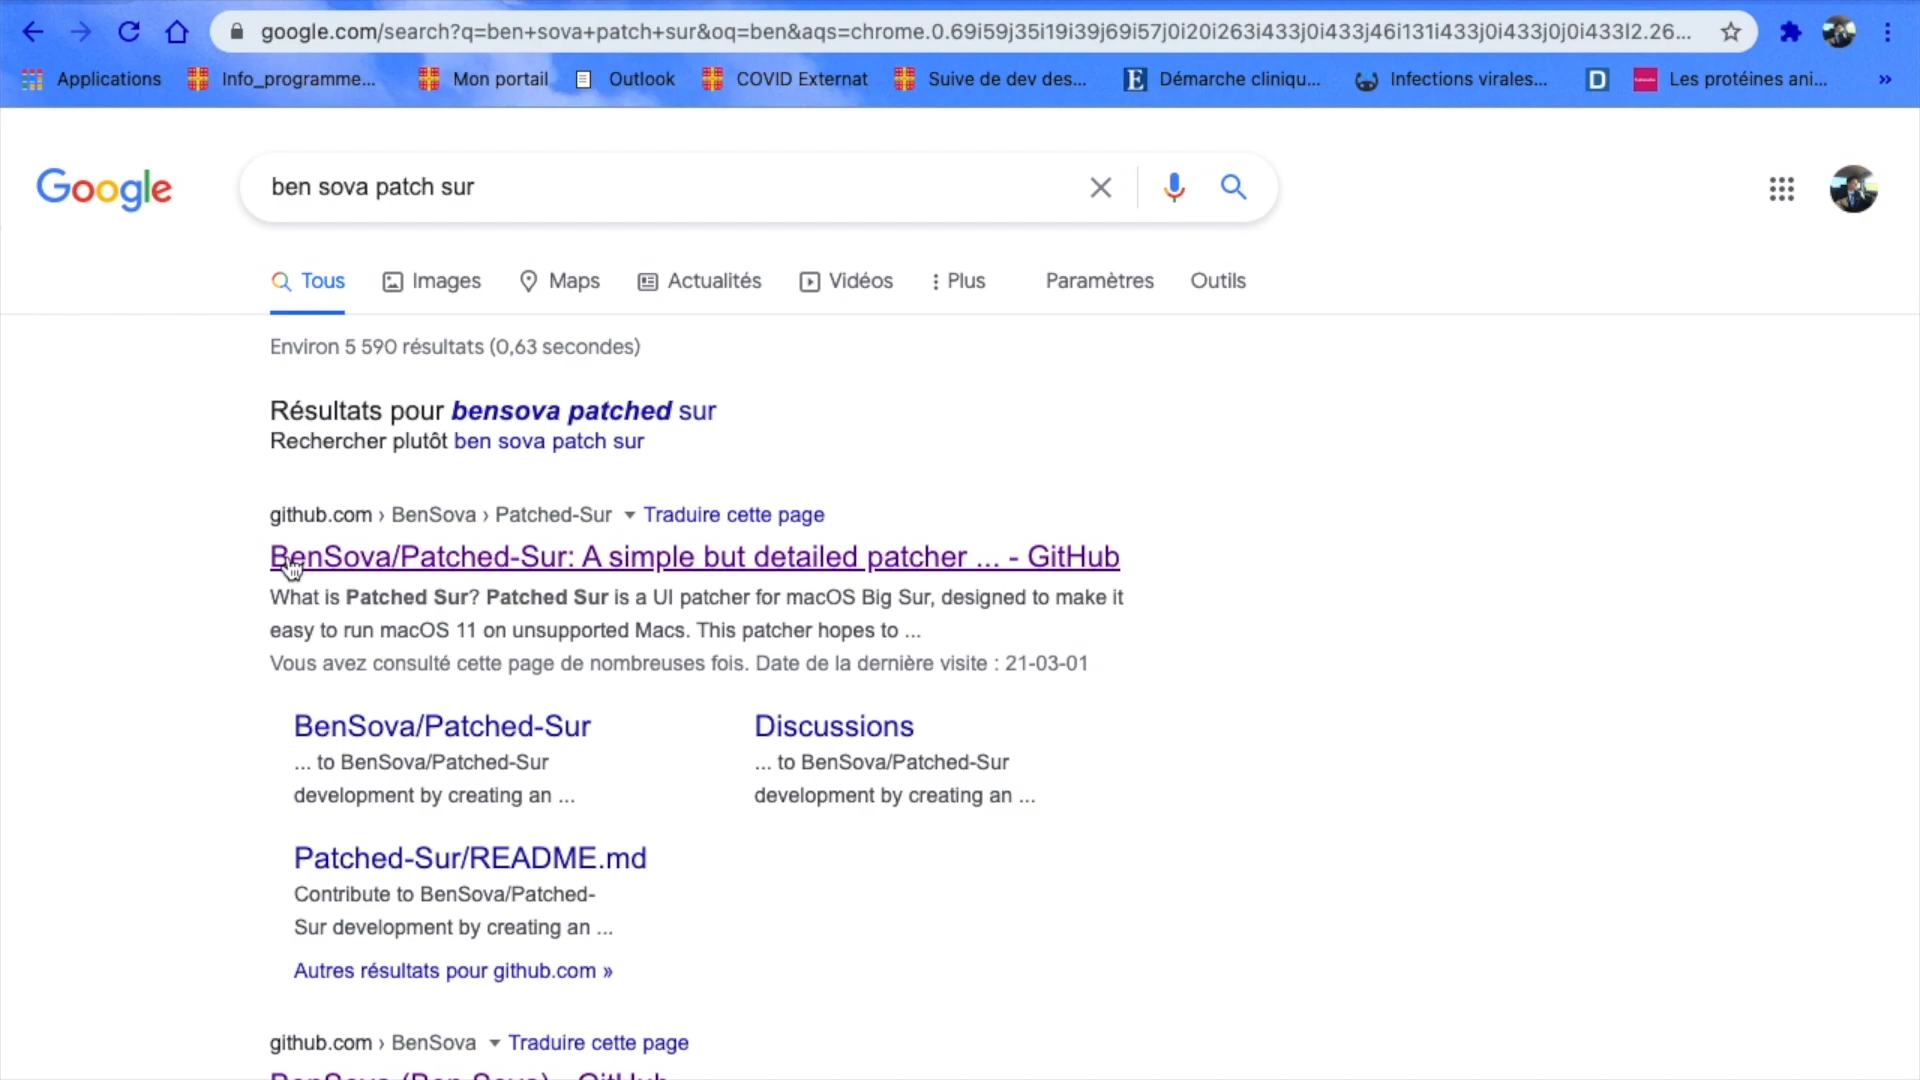 google.com/search?q=ben+sova+patch+sur&oq=ben&aqs=chrome.0.69i59j35i19i39j69i57j0i20i263i433j0i433j46i131i433j0i433j0j0i433l2.26...
Applications Info_programme... Mon portail Outlook COVID Externat Suive de dev des... E Démarche cliniqu... Infections virales... D Les protéines ani... »
Google ben sova patch sur
Tous Images Maps Actualités Vidéos Plus Paramètres Outils
Environ 5 590 résultats (0,63 secondes)
Résultats pour bensova patched sur
Rechercher plutôt ben sova patch sur
github.com › BenSova › Patched-Sur Traduire cette page
BenSova/Patched-Sur: A simple but detailed patcher ... - GitHub
What is Patched Sur? Patched Sur is a UI patcher for macOS Big Sur, designed to make it
easy to run macOS 11 on unsupported Macs. This patcher hopes to ...
Vous avez consulté cette page de nombreuses fois. Date de la dernière visite : 21-03-01
BenSova/Patched-Sur
... to BenSova/Patched-Sur
development by creating an ...
Discussions
... to BenSova/Patched-Sur
development by creating an ...
Patched-Sur/README.md
Contribute to BenSova/Patched-
Sur development by creating an ...
Autres résultats pour github.com »
github.com › BenSova Traduire cette page
BenSova (Ben Sova) - GitHub